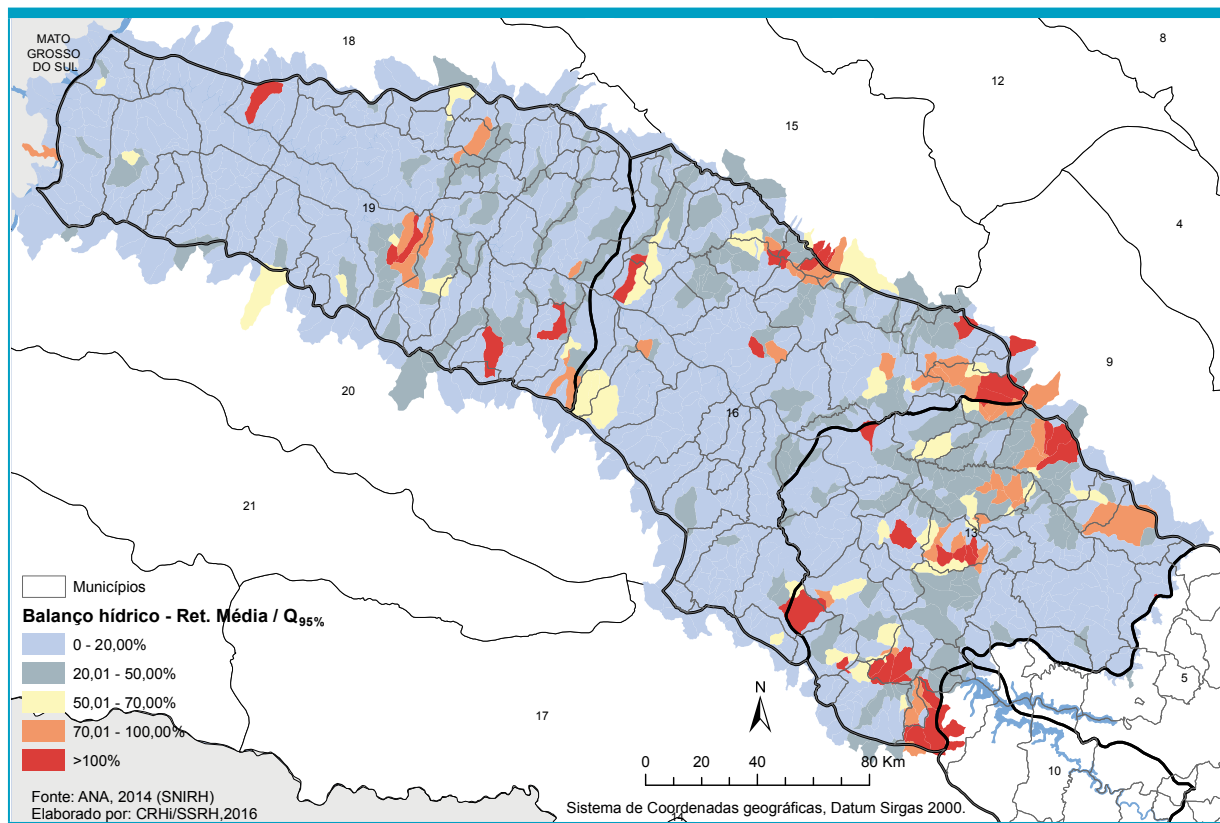 MATO
GROSSO
DO SUL
18
8
12
15
4
19
9
20
16
21
13
5
17
10
Municípios
Balanço hídrico - Ret. Média / Q95%
0 - 20,00%
20,01 - 50,00%
50,01 - 70,00%
70,01 - 100,00%
>100%
N
0 20 40 60 80 Km
Fonte: ANA, 2014 (SNIRH)
Elaborado por: CRHi/SSRH,2016
Sistema de Coordenadas geográficas, Datum Sirgas 2000.